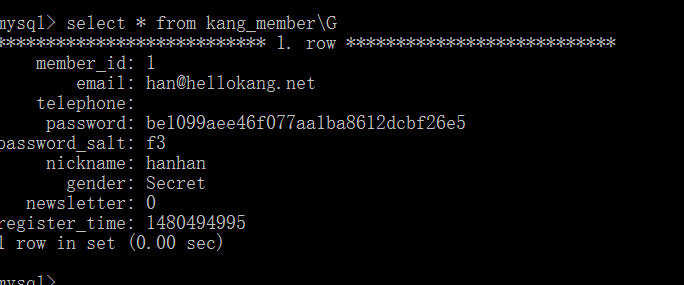 mysql> select * from kang_member\G
*************************** 1. row ***************************
member_id: 1
email: han@hellokang.net
telephone:
password: be1099aee46f077aa1ba8612dcbf26e5
password_salt: f3
nickname: hanhan
gender: Secret
newsletter: 0
register_time: 1480494995
1 row in set (0.00 sec)
mysql>